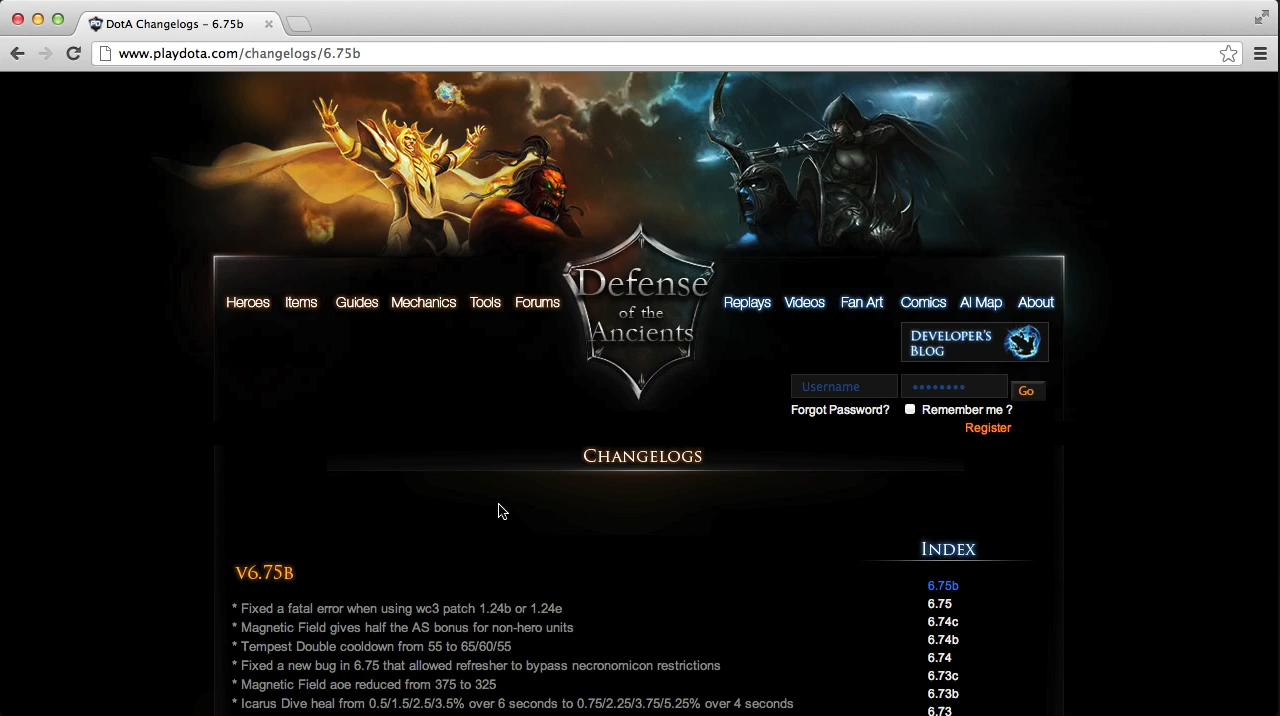 DotA Changelogs – 6.75b
www.playdota.com/changelogs/6.75b
Heroes Items Guides Mechanics Tools Forums
Defense
of the
Ancients
Replays Videos Fan Art Comics AI Map About
DEVELOPER'S
BLOG
Username •••••••• Go
Forgot Password? Remember me ?
Register
CHANGELOGS
INDEX
V6.75B
* Fixed a fatal error when using wc3 patch 1.24b or 1.24e
* Magnetic Field gives half the AS bonus for non-hero units
* Tempest Double cooldown from 55 to 65/60/55
* Fixed a new bug in 6.75 that allowed refresher to bypass necronomicon restrictions
* Magnetic Field aoe reduced from 375 to 325
* Icarus Dive heal from 0.5/1.5/2.5/3.5% over 6 seconds to 0.75/2.25/3.75/5.25% over 4 seconds
6.75b
6.75
6.74c
6.74b
6.74
6.73c
6.73b
6.73